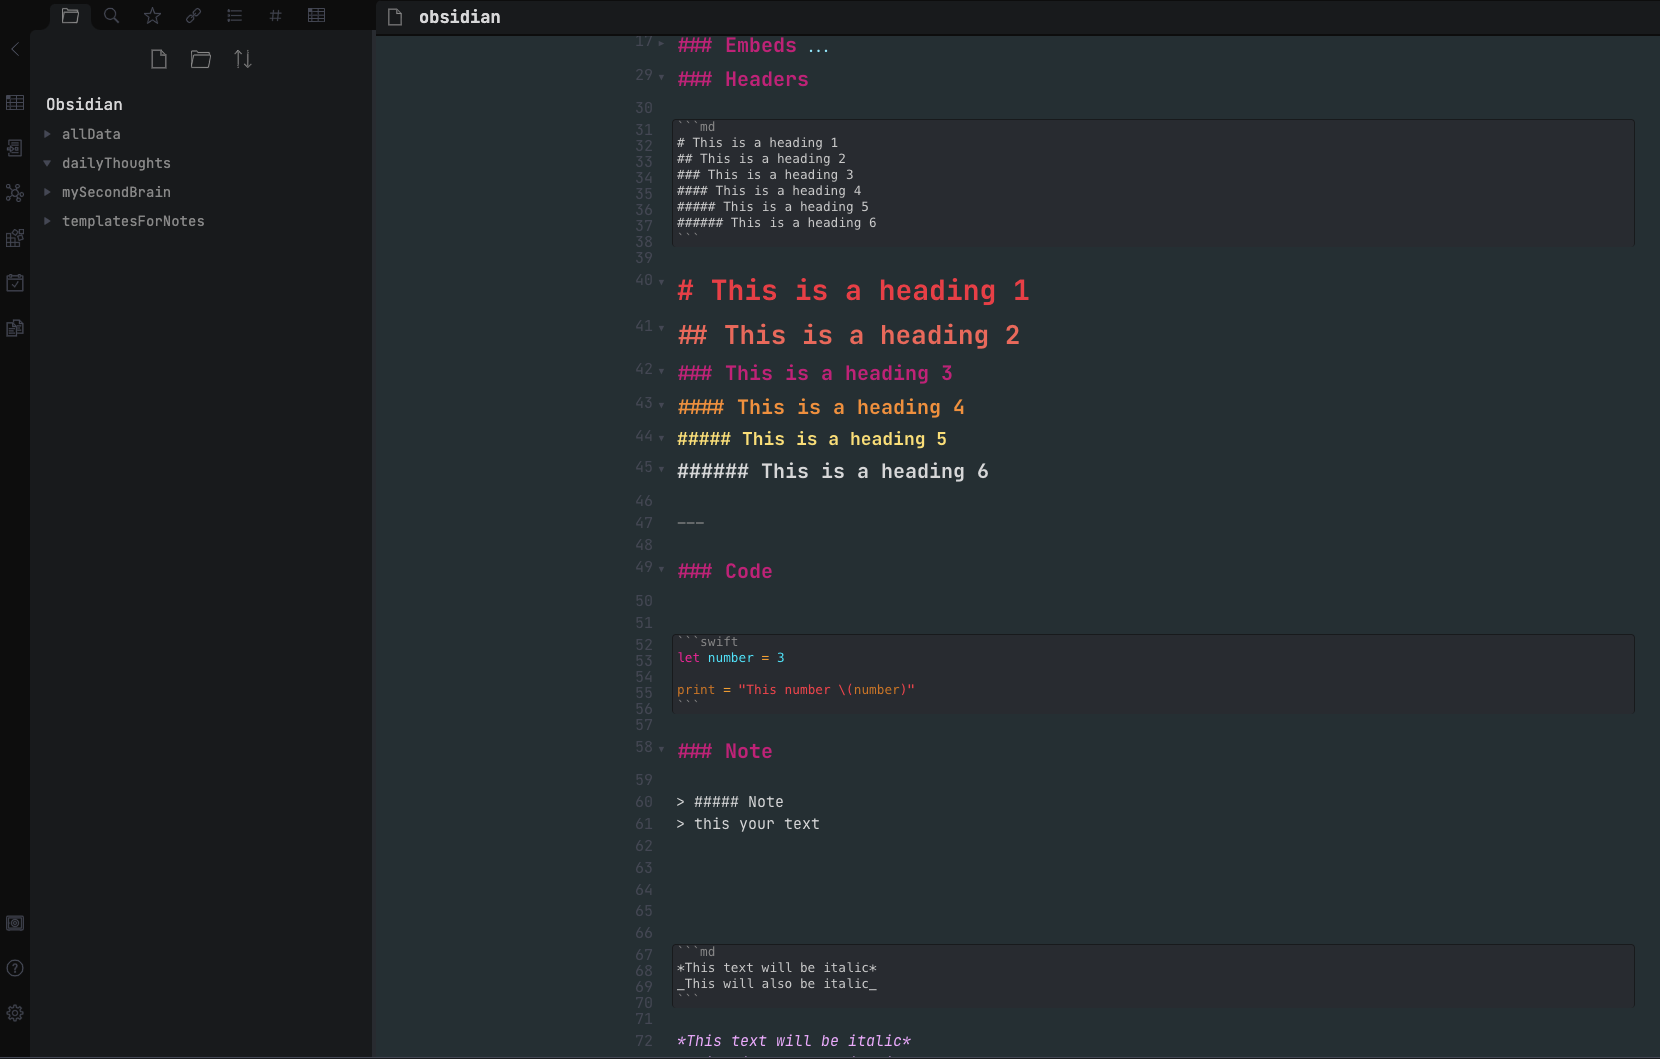 obsidian
Obsidian
allData
dailyThoughts
mySecondBrain
templatesForNotes
17 ### Embeds ...
29 ### Headers
30
31 ```md
32 # This is a heading 1
33 ## This is a heading 2
34 ### This is a heading 3
35 #### This is a heading 4
36 ##### This is a heading 5
37 ###### This is a heading 6
38 ```
39
40 # This is a heading 1
41 ## This is a heading 2
42 ### This is a heading 3
43 #### This is a heading 4
44 ##### This is a heading 5
45 ###### This is a heading 6
46
47 ---
48
49 ### Code
50
51
52 ```swift
53 let number = 3
54
55 print = "This number \(number)"
56 ```
57
58 ### Note
59
60 > ##### Note
61 > this your text
62
63
64
65
66
67 ```md
68 *This text will be italic*
69 _This will also be italic_
70 ```
71
72 *This text will be italic*